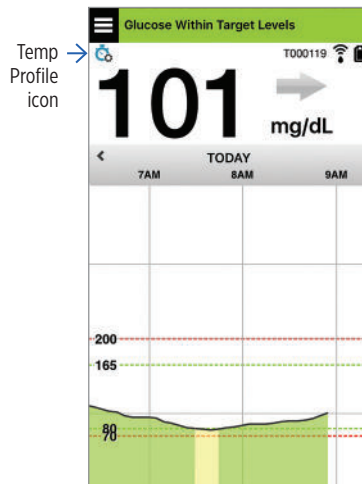 Glucose Within Target Levels
Temp
Profile
icon
T000119
101
mg/dL
TODAY
7AM 8AM 9AM
200
165
80
70